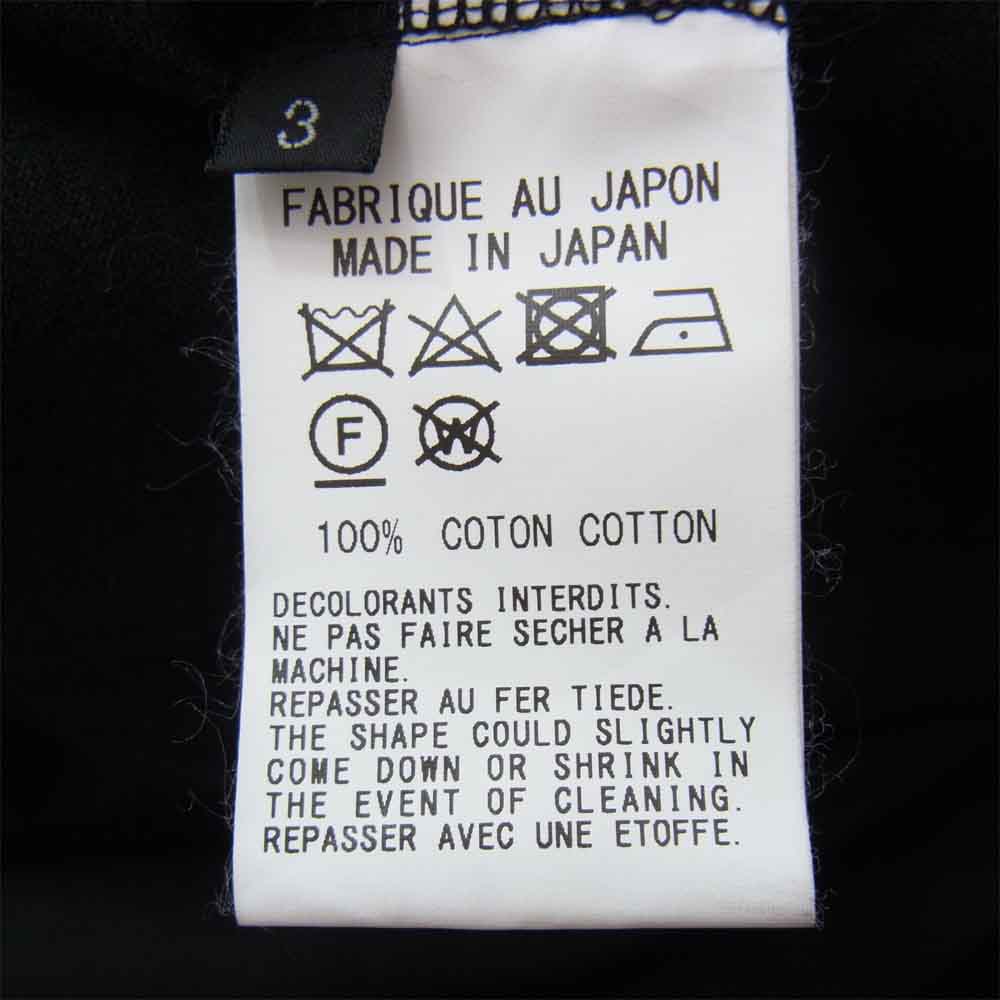 3
FABRIQUE AU JAPON
MADE IN JAPAN
F W
100% COTON COTTON
DECOLORANTS INTERDITS.
NE PAS FAIRE SECHER A LA
MACHINE.
REPASSER AU FER TIEDE.
THE SHAPE COULD SLIGHTLY
COME DOWN OR SHRINK IN
THE EVENT OF CLEANING.
REPASSER AVEC UNE ETOFFE.